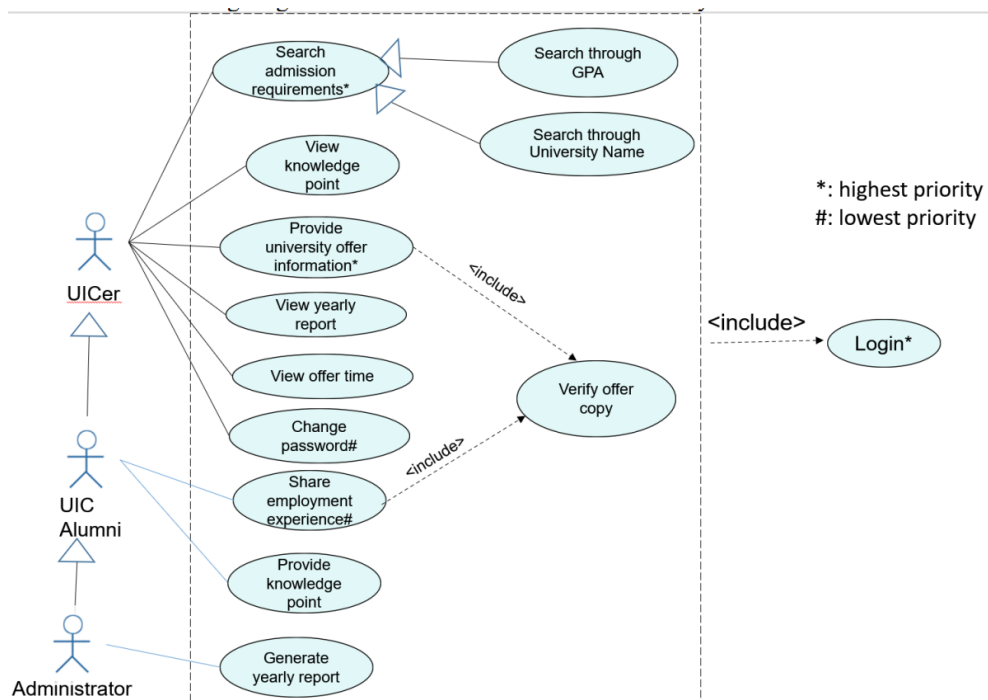 Search
admission
requirements*
Search through
GPA
Search through
University Name
View
knowledge
point
*: highest priority
#: lowest priority
Provide
university offer
information*
<include>
UICer
View yearly
report
<include>
Login*
View offer time
Verify offer
copy
Change
password#
<include>
UIC
Alumni
Share
employment
experience#
Provide
knowledge
point
Administrator
Generate
yearly report